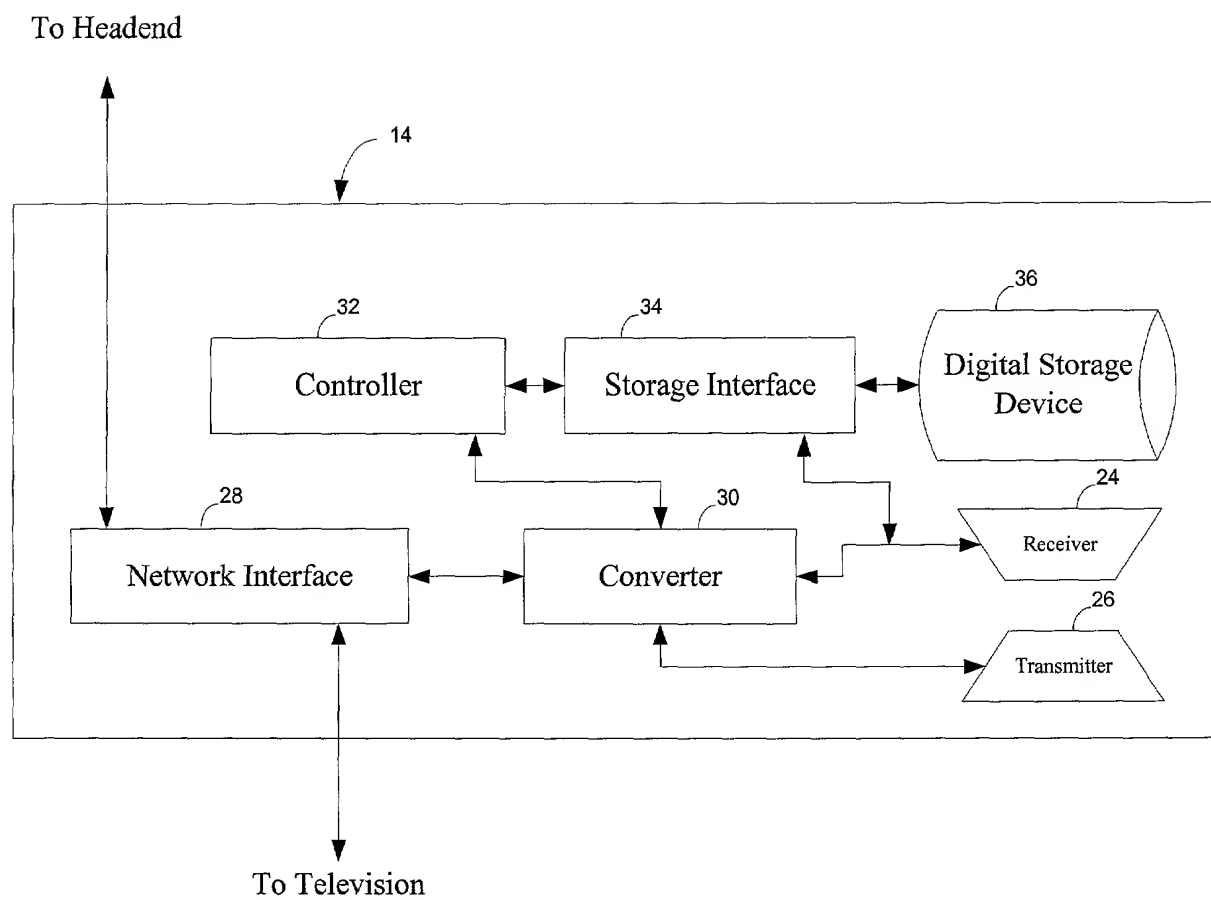 To Headend
14
32
Controller
34
Storage Interface
36
Digital Storage
Device
28
Network Interface
30
Converter
24
Receiver
26
Transmitter
To Television